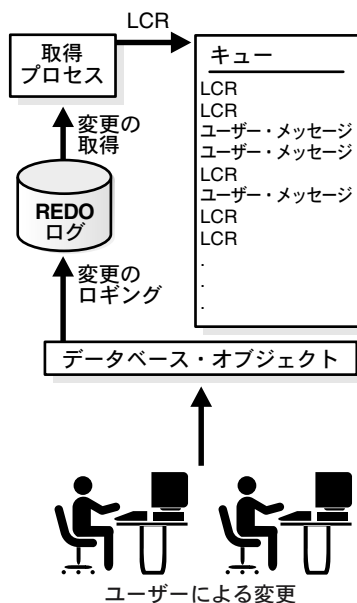 LCR
取得
プロセス
キュー
LCR
LCR
ユーザー・メッセージ
ユーザー・メッセージ
LCR
ユーザー・メッセージ
LCR
LCR
.
.
.
変更の
取得
REDO
ログ
変更の
ロギング
データベース・オブジェクト
ユーザーによる変更